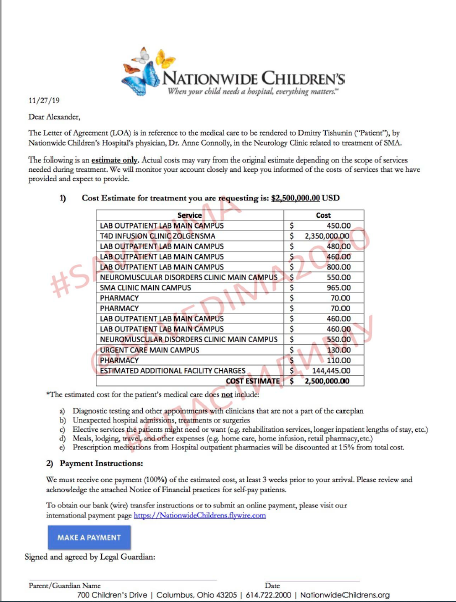 NATIONWIDE CHILDREN'S
When your child needs a hospital, everything matters.℠
11/27/19
Dear Alexander,
The Letter of Agreement (LOA) is in reference to the medical care to be rendered to Dmitry Tishunin ("Patient"), by
Nationwide Children's Hospital's physician, Dr. Anne Connolly, in the Neurology Clinic related to treatment of SMA.
The following is an estimate only. Actual costs may vary from the original estimate depending on the scope of services
needed during treatment. We will monitor your account closely and keep you informed of the costs of services that we have
provided and expect to provide.
1) Cost Estimate for treatment you are requesting is: $2,500,000.00 USD
Service Cost
LAB OUTPATIENT LAB MAIN CAMPUS $ 450.00
T4D INFUSION CLINIC ZOLGENSMA $ 2,350,000.00
LAB OUTPATIENT LAB MAIN CAMPUS $ 480.00
LAB OUTPATIENT LAB MAIN CAMPUS $ 460.00
LAB OUTPATIENT LAB MAIN CAMPUS $ 800.00
NEUROMUSCULAR DISORDERS CLINIC MAIN CAMPUS $ 550.00
SMA CLINIC MAIN CAMPUS $ 965.00
PHARMACY $ 70.00
PHARMACY $ 70.00
LAB OUTPATIENT LAB MAIN CAMPUS $ 460.00
LAB OUTPATIENT LAB MAIN CAMPUS $ 460.00
NEUROMUSCULAR DISORDERS CLINIC MAIN CAMPUS $ 550.00
URGENT CARE MAIN CAMPUS $ 130.00
PHARMACY $ 110.00
ESTIMATED ADDITIONAL FACILITY CHARGES $ 144,445.00
COST ESTIMATE $ 2,500,000.00
*The estimated cost for the patient's medical care does not include:
a) Diagnostic testing and other appointments with clinicians that are not a part of the careplan
b) Unexpected hospital admissions, treatments or surgeries
c) Elective services the patients might need or want (e.g. rehabilitation services, longer inpatient lengths of stay, etc.)
d) Meals, lodging, travel, and other expenses (e.g. home care, home infusion, retail pharmacy, etc.)
e) Prescription medications from Hospital outpatient pharmacies will be discounted at 15% from total cost.
2) Payment Instructions:
We must receive one payment (100%) of the estimated cost, at least 3 weeks prior to your arrival. Please review and
acknowledge the attached Notice of Financial practices for self-pay patients.
To obtain our bank (wire) transfer instructions or to submit an online payment, please visit our
international payment page https://NationwideChildrens.flywire.com
MAKE A PAYMENT
Signed and agreed by Legal Guardian:
Parent/Guardian Name Date
700 Children's Drive | Columbus, Ohio 43205 | 614.722.2000 | NationwideChildrens.org